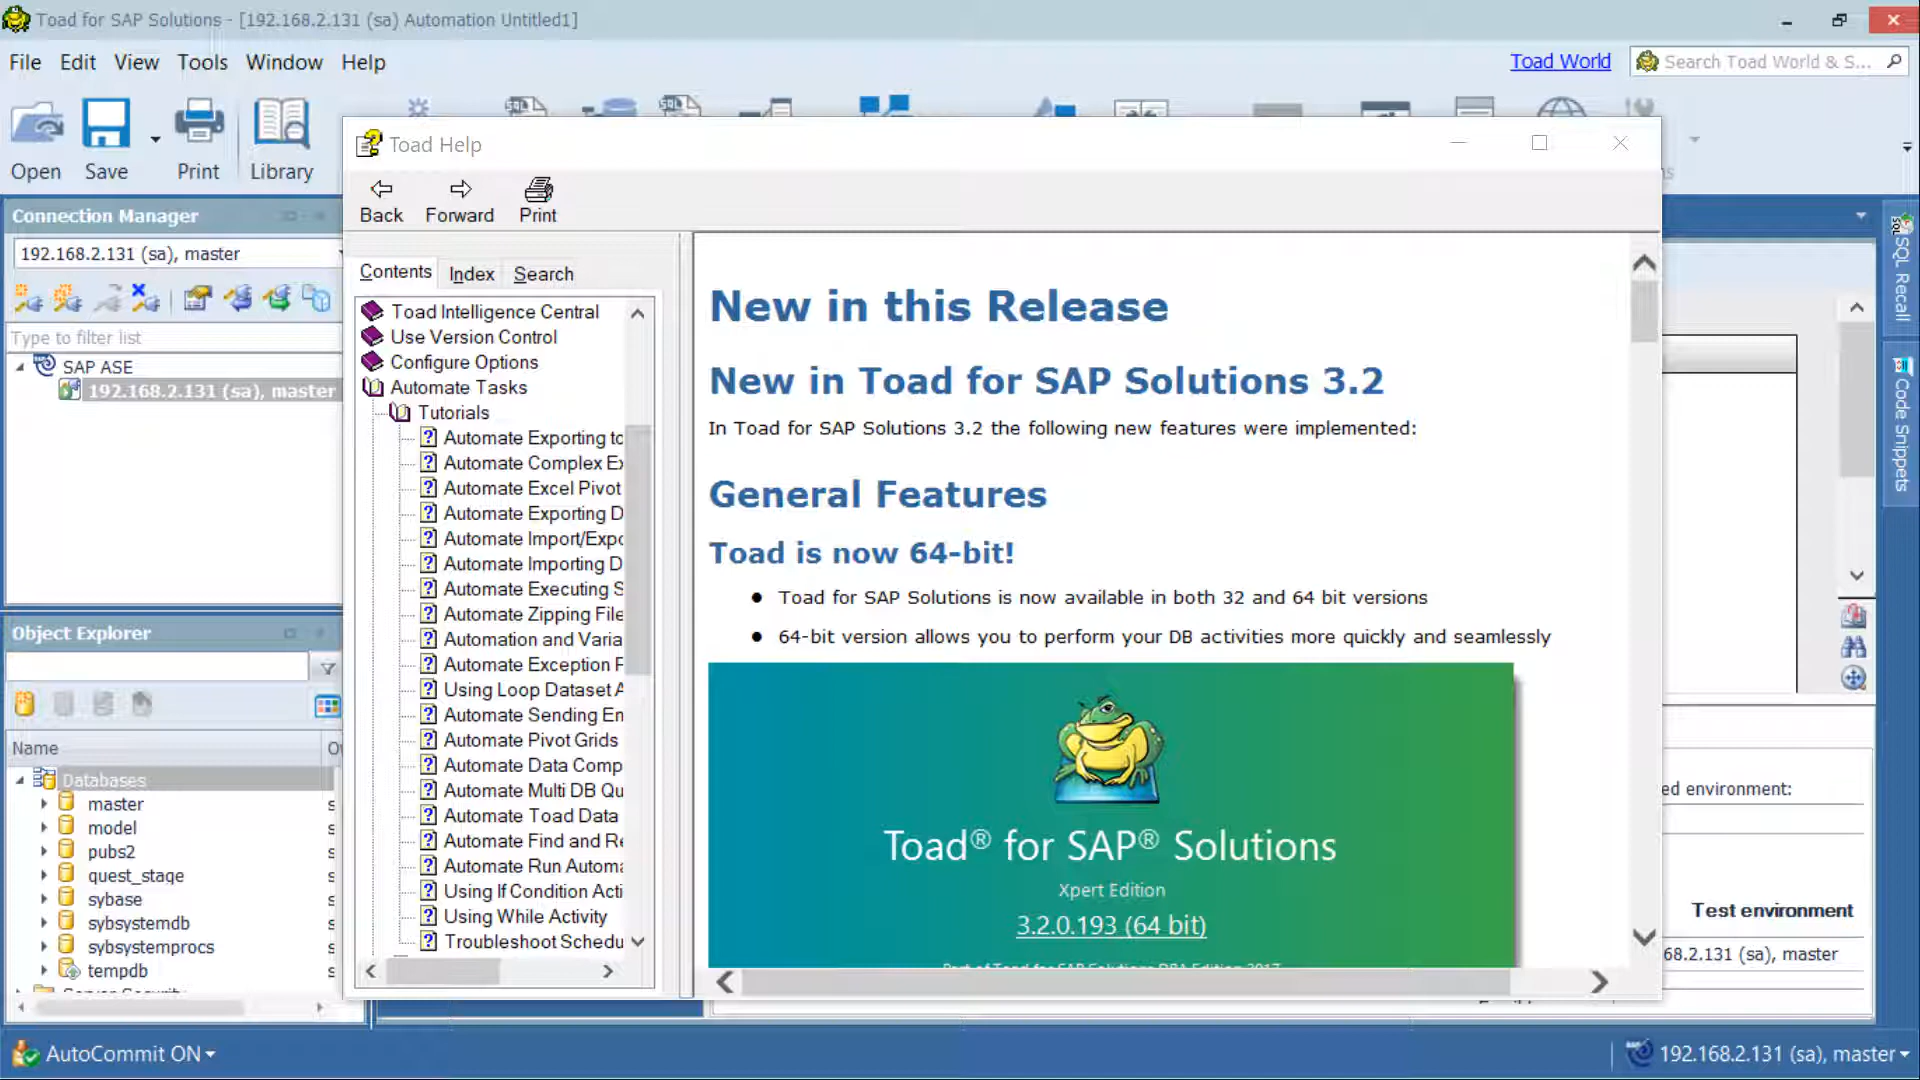 Toad for SAP Solutions - [192.168.2.131 (sa) Automation Untitled1]
File Edit View Tools Window Help
Toad World
Search Toad World & S...
Open Save Print Library
Toad Help
Back Forward Print
Connection Manager
192.168.2.131 (sa), master
Type to filter list
SAP ASE
192.168.2.131 (sa), master
Object Explorer
Name
Databases
master
model
pubs2
quest_stage
sybase
sybsystemdb
sybsystemprocs
tempdb
Contents Index Search
Toad Intelligence Central
Use Version Control
Configure Options
Automate Tasks
Tutorials
Automate Exporting to
Automate Complex Ex
Automate Excel Pivot
Automate Exporting D
Automate Import/Expo
Automate Importing D
Automate Executing S
Automate Zipping File
Automation and Varia
Automate Exception F
Using Loop Dataset A
Automate Sending En
Automate Pivot Grids
Automate Data Comp
Automate Multi DB Qu
Automate Toad Data
Automate Find and Re
Automate Run Automa
Using If Condition Acti
Using While Activity
Troubleshoot Schedu
New in this Release
New in Toad for SAP Solutions 3.2
In Toad for SAP Solutions 3.2 the following new features were implemented:
General Features
Toad is now 64-bit!
● Toad for SAP Solutions is now available in both 32 and 64 bit versions
● 64-bit version allows you to perform your DB activities more quickly and seamlessly
Toad® for SAP® Solutions
Xpert Edition
3.2.0.193 (64 bit)
Part of Toad for SAP Solutions DBA Edition 2017
SQL Recall
Code Snippets
ed environment:
Test environment
68.2.131 (sa), master
AutoCommit ON
192.168.2.131 (sa), master